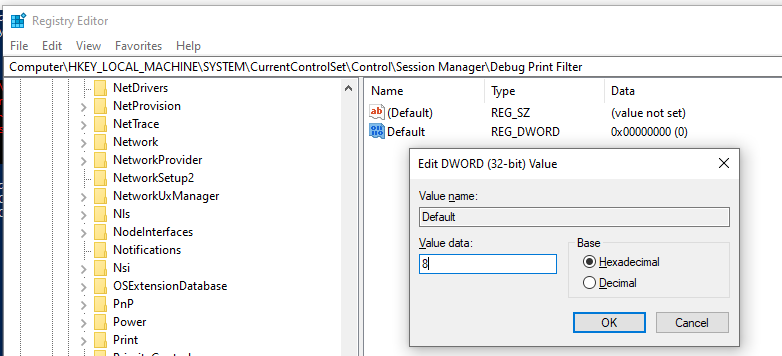 Registry Editor
File Edit View Favorites Help
Computer\HKEY_LOCAL_MACHINE\SYSTEM\CurrentControlSet\Control\Session Manager\Debug Print Filter
NetDrivers
NetProvision
NetTrace
Network
NetworkProvider
NetworkSetup2
NetworkUxManager
Nls
NodeInterfaces
Notifications
Nsi
OSExtensionDatabase
PnP
Power
Print
Name Type Data
ab (Default) REG_SZ (value not set)
Default REG_DWORD 0x00000000 (0)
Edit DWORD (32-bit) Value
Value name:
Default
Value data:
8
Base
Hexadecimal
Decimal
OK Cancel